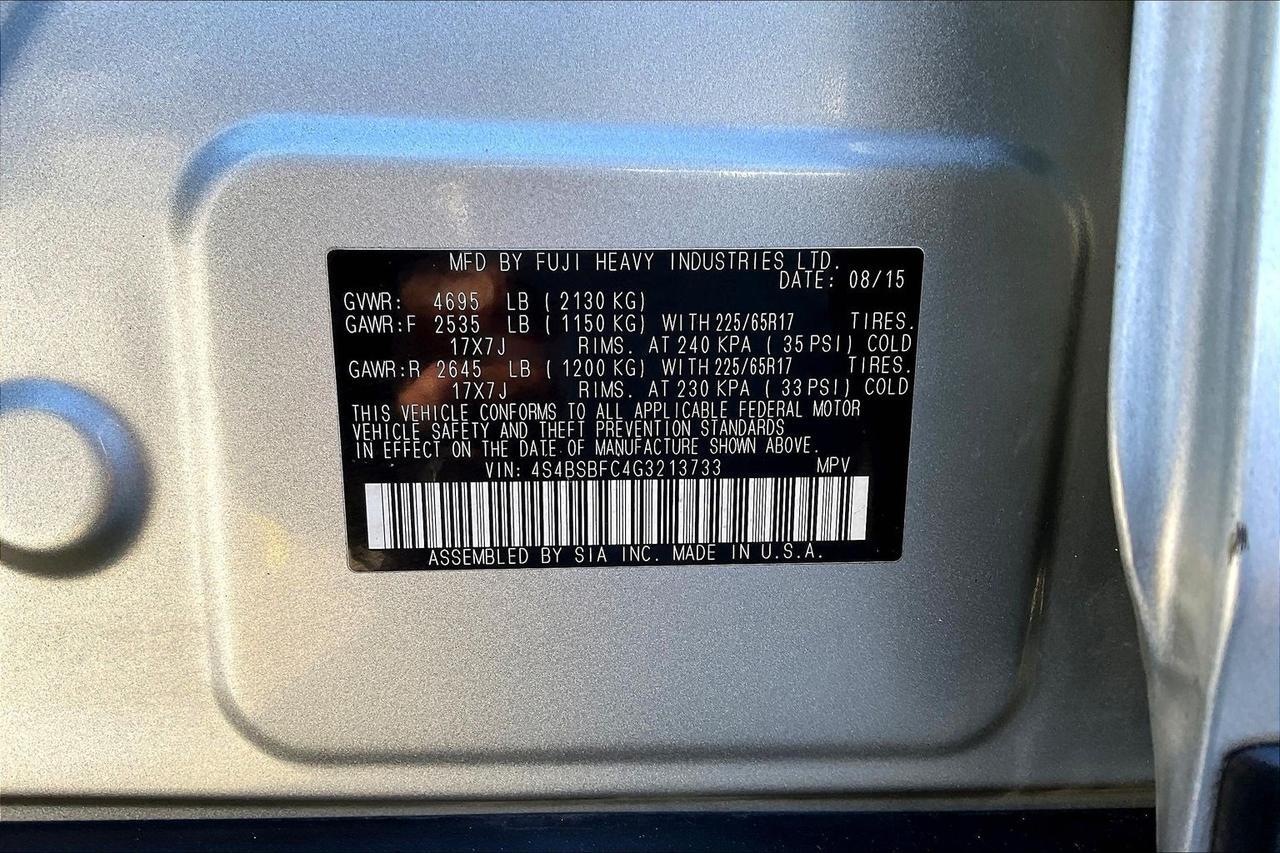 MFD BY FUJI HEAVY INDUSTRIES LTD.
DATE: 08/15
GVWR: 4695 LB ( 2130 KG)
GAWR:F 2535 LB ( 1150 KG) WITH 225/65R17 TIRES.
17X7J RIMS. AT 240 KPA ( 35 PSI) COLD
GAWR:R 2645 LB ( 1200 KG) WITH 225/65R17 TIRES.
17X7J RIMS. AT 230 KPA ( 33 PSI) COLD
THIS VEHICLE CONFORMS TO ALL APPLICABLE FEDERAL MOTOR
VEHICLE SAFETY AND THEFT PREVENTION STANDARDS
IN EFFECT ON THE DATE OF MANUFACTURE SHOWN ABOVE.
VIN: 4S4BSBFC4G3213733 MPV
ASSEMBLED BY SIA INC. MADE IN U.S.A.